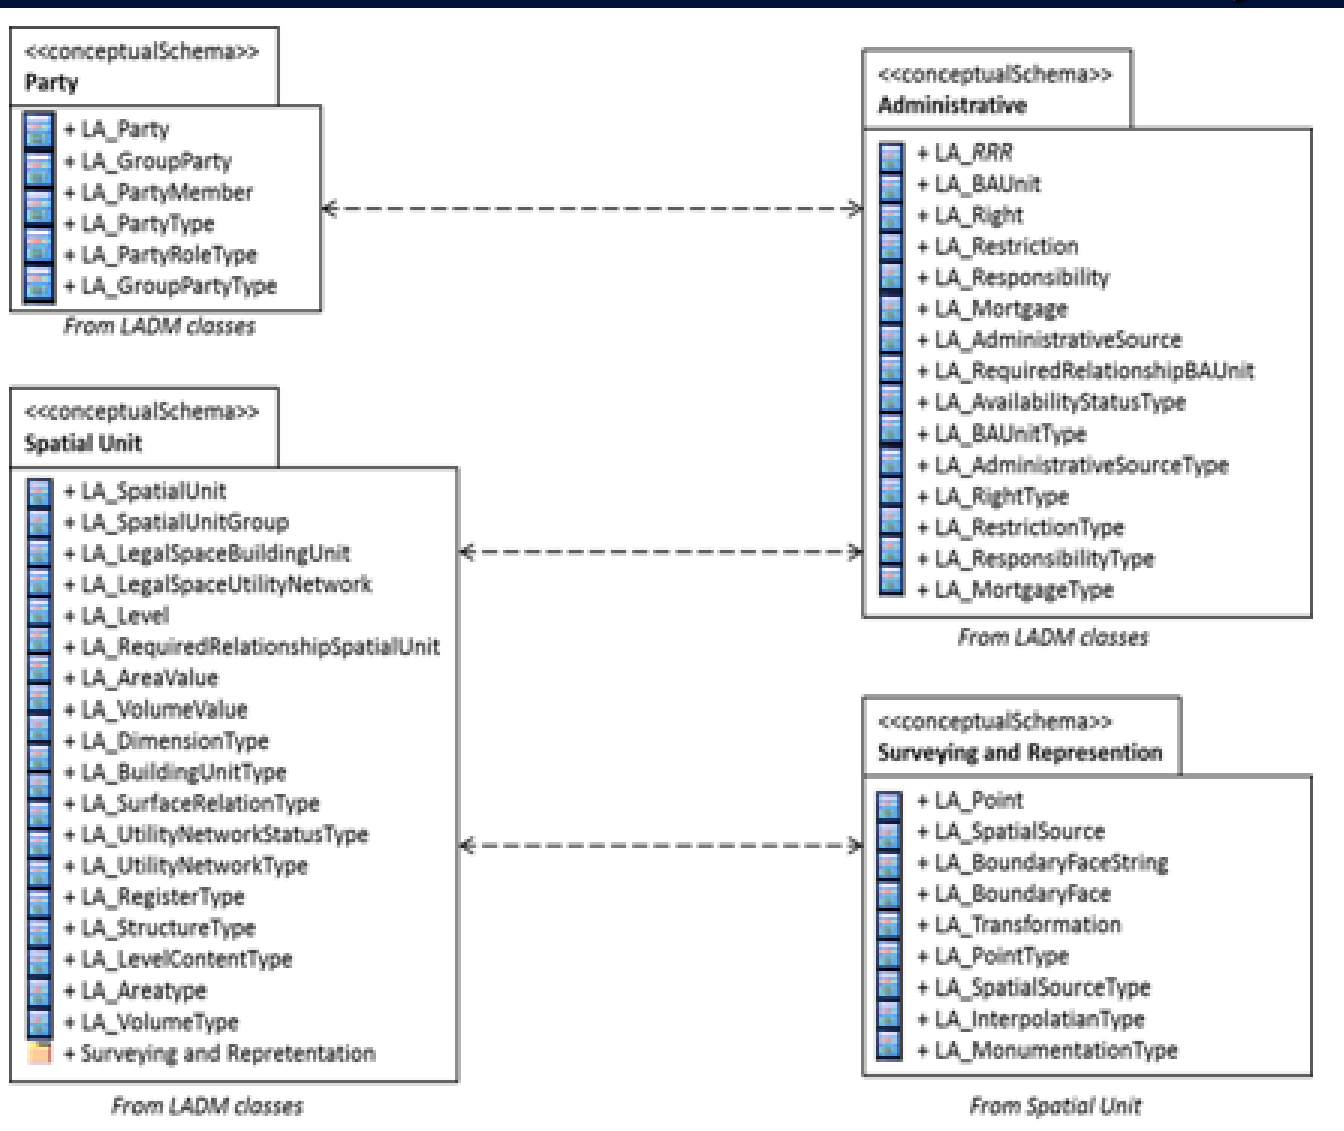 <<conceptualSchema>>
Party
+ LA_Party
+ LA_GroupParty
+ LA_PartyMember
+ LA_PartyType
+ LA_PartyRoleType
+ LA_GroupPartyType
From LADM classes
<<conceptualSchema>>
Administrative
+ LA_RRR
+ LA_BAUnit
+ LA_Right
+ LA_Restriction
+ LA_Responsibility
+ LA_Mortgage
+ LA_AdministrativeSource
+ LA_RequiredRelationshipBAUnit
+ LA_AvailabilityStatusType
+ LA_BAUnitType
+ LA_AdministrativeSourceType
+ LA_RightType
+ LA_RestrictionType
+ LA_ResponsibilityType
+ LA_MortgageType
From LADM classes
<<conceptualSchema>>
Spatial Unit
+ LA_SpatialUnit
+ LA_SpatialUnitGroup
+ LA_LegalSpaceBuildingUnit
+ LA_LegalSpaceUtilityNetwork
+ LA_Level
+ LA_RequiredRelationshipSpatialUnit
+ LA_AreaValue
+ LA_VolumeValue
+ LA_DimensionType
+ LA_BuildingUnitType
+ LA_SurfaceRelationType
+ LA_UtilityNetworkStatusType
+ LA_UtilityNetworkType
+ LA_RegisterType
+ LA_StructureType
+ LA_LevelContentType
+ LA_Areatype
+ LA_VolumeType
+ Surveying and Repretentation
From LADM classes
<<conceptualSchema>>
Surveying and Represention
+ LA_Point
+ LA_SpatialSource
+ LA_BoundaryFaceString
+ LA_BoundaryFace
+ LA_Transformation
+ LA_PointType
+ LA_SpatialSourceType
+ LA_InterpolatianType
+ LA_MonumentationType
From Spatial Unit